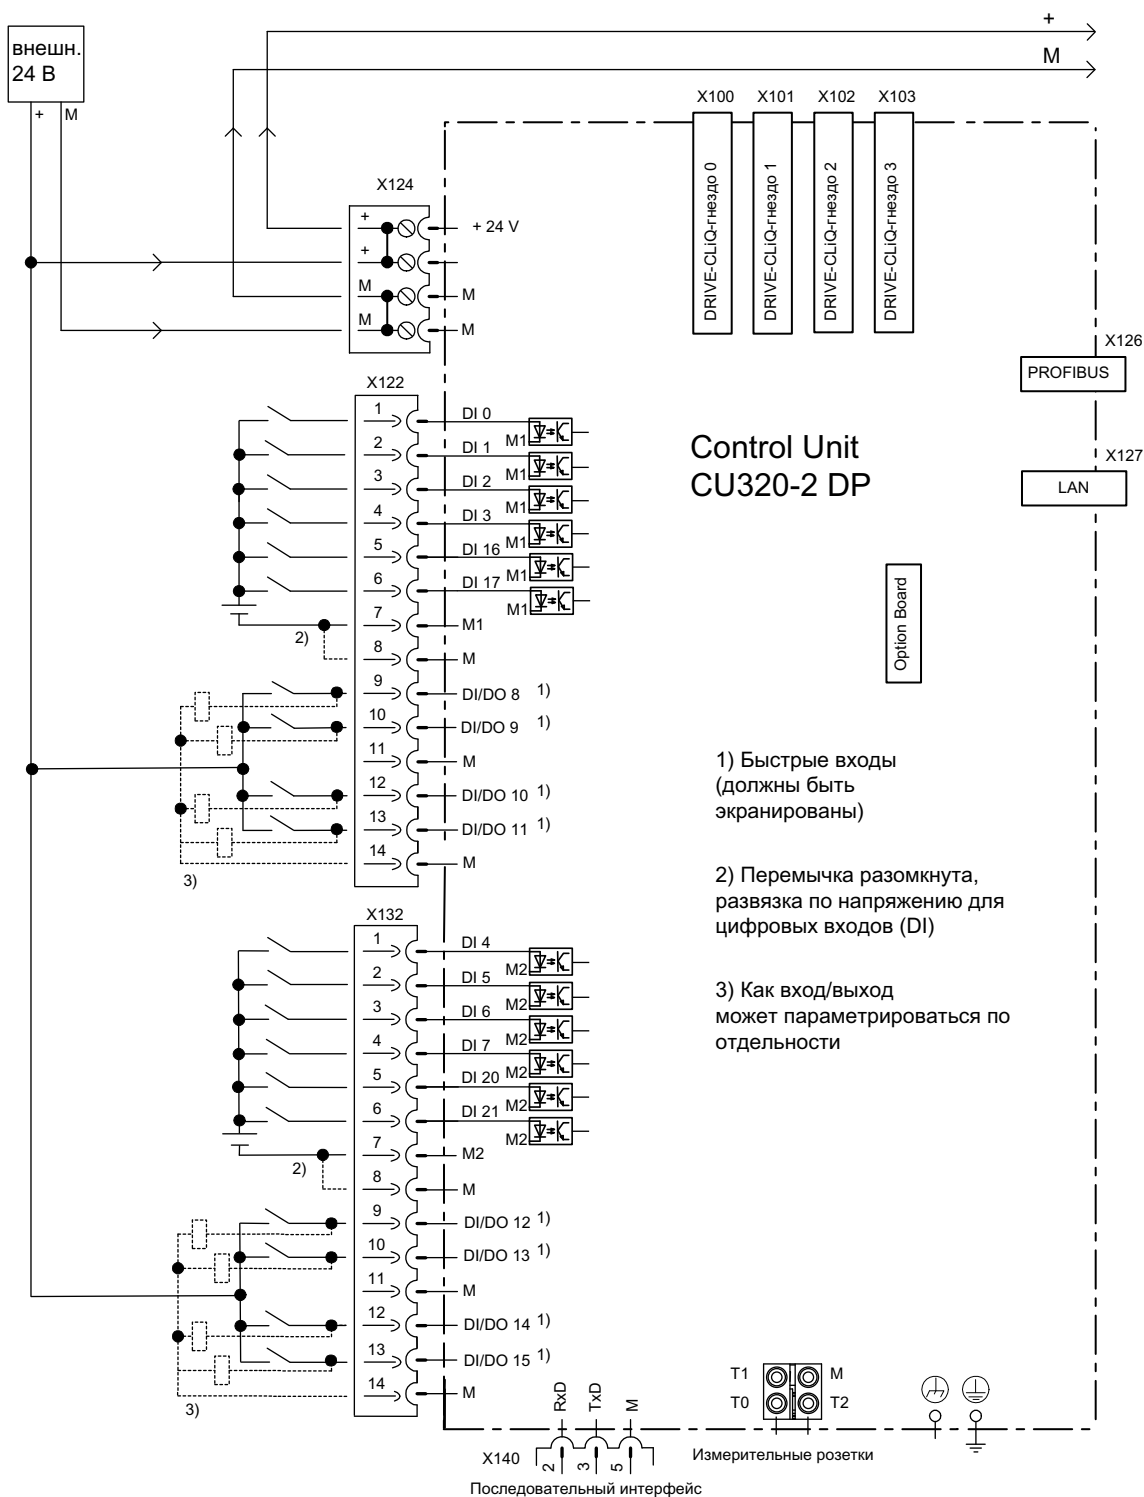 внешн.
24 В
+ M
+
M
X100 X101 X102 X103
DRIVE-CLiQ-гнездо 0
DRIVE-CLiQ-гнездо 1
DRIVE-CLiQ-гнездо 2
DRIVE-CLiQ-гнездо 3
X124
+ + 24 V
+
M M
M M
X126
PROFIBUS
X127
LAN
Control Unit
CU320-2 DP
Option Board
X122
1 DI 0 M1
2 DI 1 M1
3 DI 2 M1
4 DI 3 M1
5 DI 16 M1
6 DI 17 M1
2) 7 M1
8 M
9 DI/DO 8 1)
10 DI/DO 9 1)
11 M
12 DI/DO 10 1)
13 DI/DO 11 1)
14 M
3)
1) Быстрые входы
(должны быть
экранированы)
2) Перемычка разомкнута,
развязка по напряжению для
цифровых входов (DI)
3) Как вход/выход
может параметрироваться по
отдельности
X132
1 DI 4 M2
2 DI 5 M2
3 DI 6 M2
4 DI 7 M2
5 DI 20 M2
6 DI 21 M2
2) 7 M2
8 M
9 DI/DO 12 1)
10 DI/DO 13 1)
11 M
12 DI/DO 14 1)
13 DI/DO 15 1)
14 M
3)
RxD TxD M
X140 2 3 5
Последовательный интерфейс
T1 M
T0 T2
Измерительные розетки